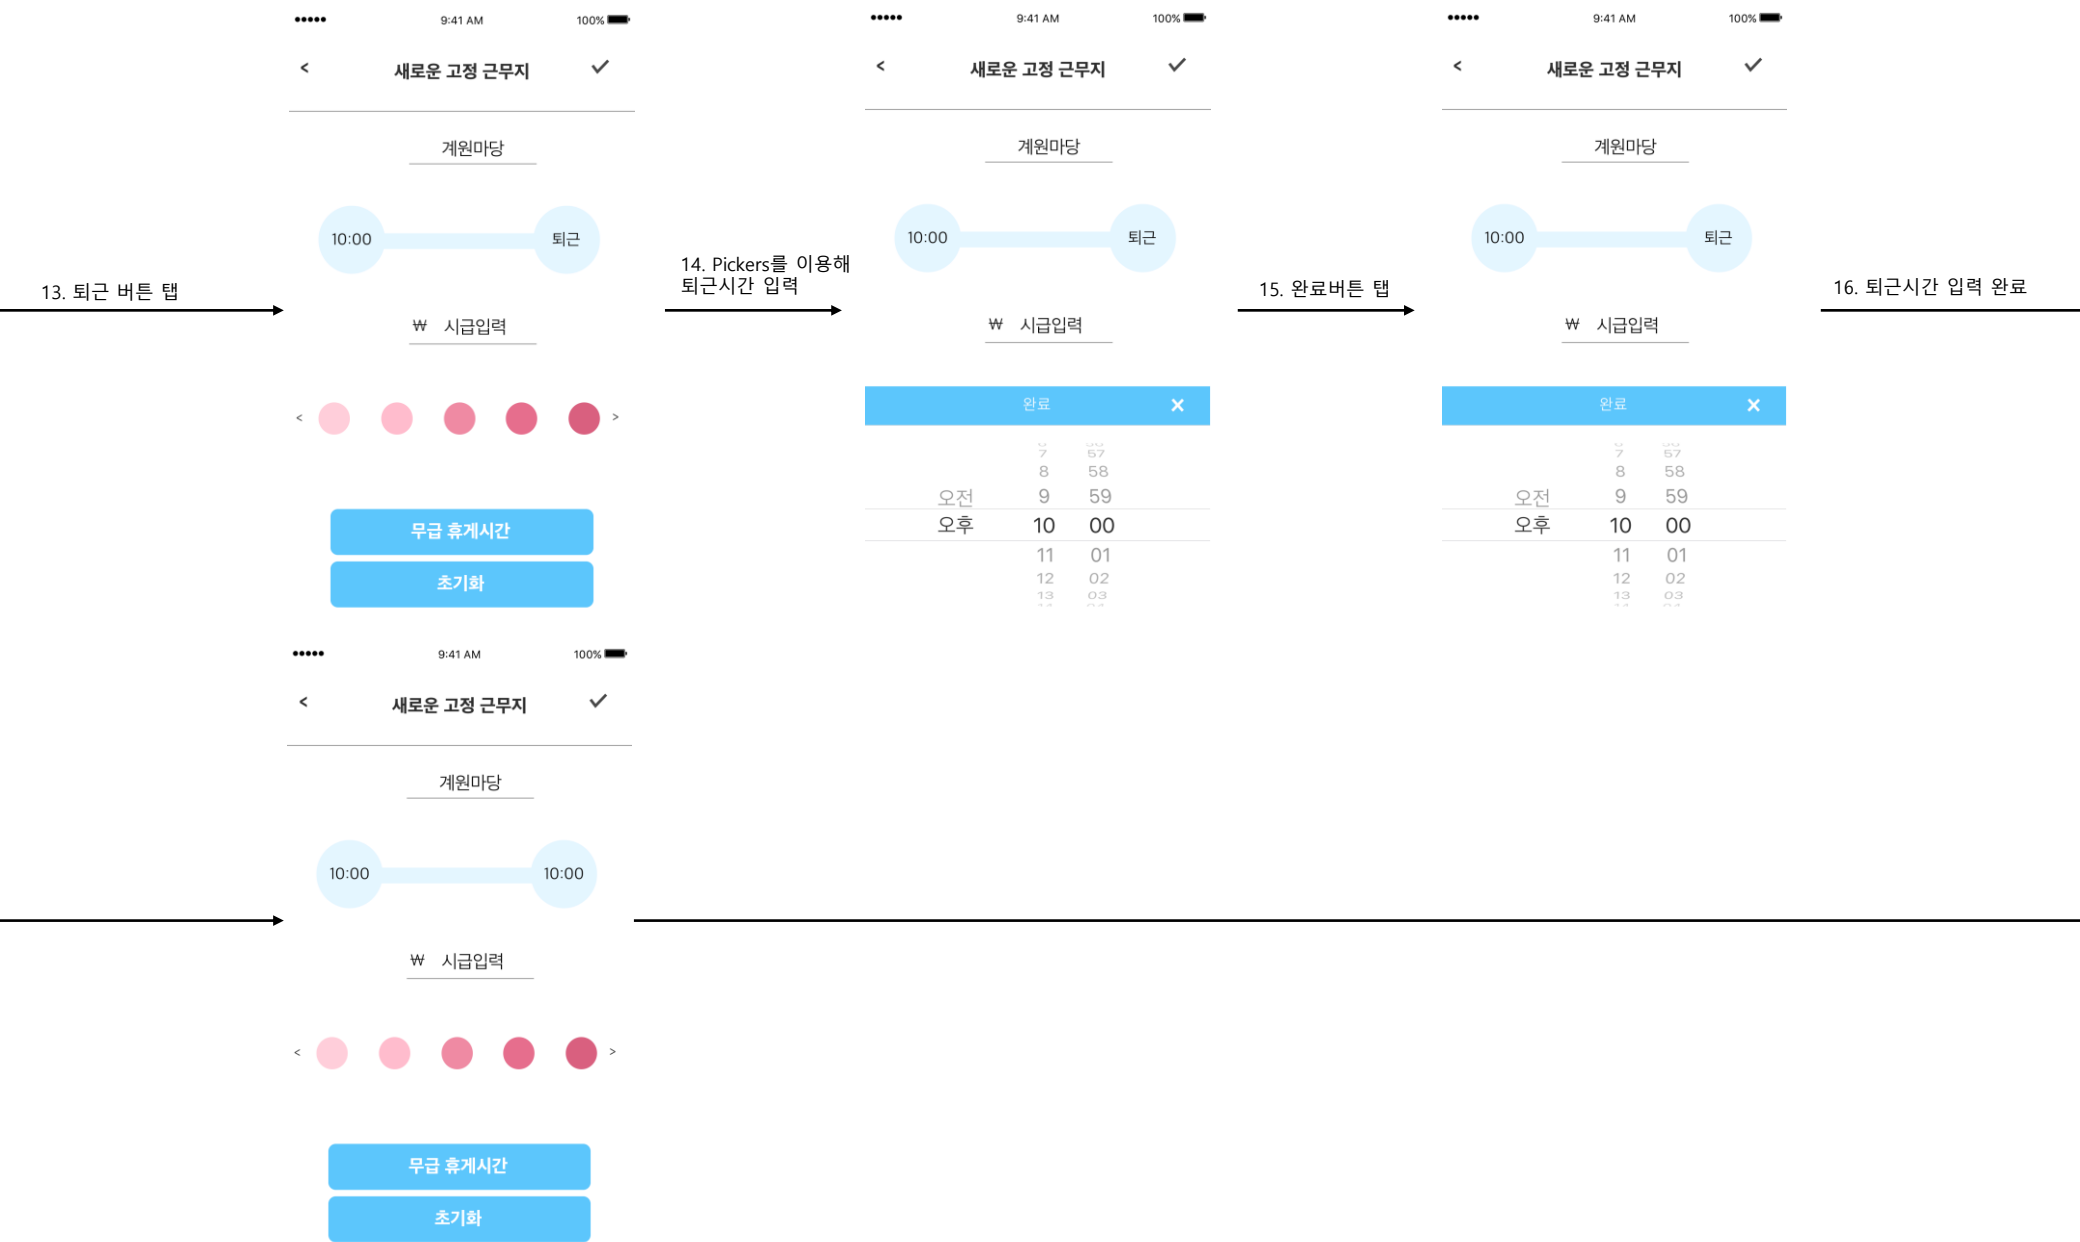 9:41 AM
100%
<
새로운 고정 근무지
계원마당
10:00
퇴근
13. 퇴근 버튼 탭
₩ 시급입력
<
>
무급 휴게시간
초기화
14. Pickers를 이용해
퇴근시간 입력
9:41 AM
100%
<
새로운 고정 근무지
계원마당
10:00
퇴근
₩ 시급입력
완료
7 57
8 58
오전 9 59
오후 10 00
11 01
12 02
13 03
15. 완료버튼 탭
9:41 AM
100%
<
새로운 고정 근무지
계원마당
10:00
퇴근
₩ 시급입력
완료
7 57
8 58
오전 9 59
오후 10 00
11 01
12 02
13 03
16. 퇴근시간 입력 완료
9:41 AM
100%
<
새로운 고정 근무지
계원마당
10:00
10:00
₩ 시급입력
<
>
무급 휴게시간
초기화